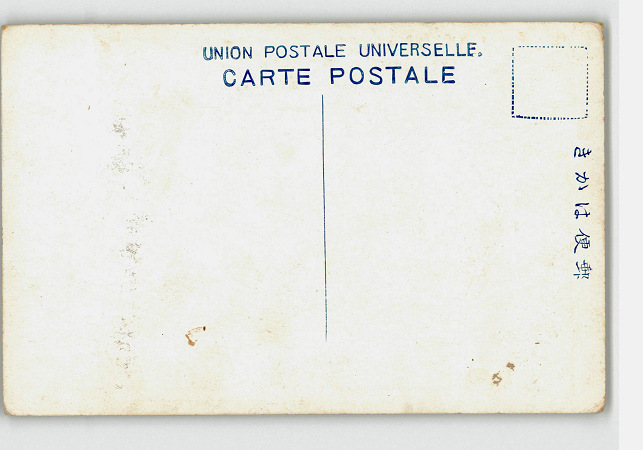 UNION POSTALE UNIVERSELLE.
CARTE POSTALE
きかは便郵